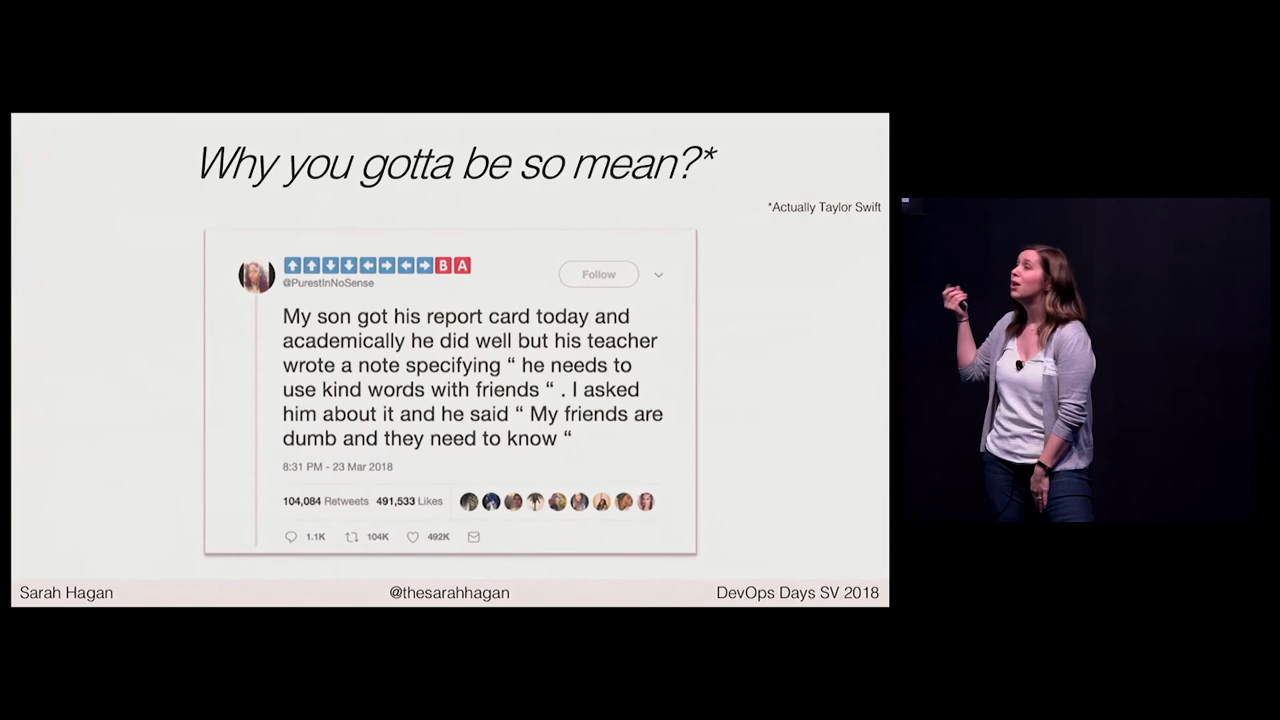 Why you gotta be so mean?*
*Actually Taylor Swift
⬆️⬆️⬇️⬇️⬅️➡️⬅️➡️🅱️🅰️
@PurestInNoSense
Follow
My son got his report card today and
academically he did well but his teacher
wrote a note specifying “ he needs to
use kind words with friends “ . I asked
him about it and he said “ My friends are
dumb and they need to know “
8:31 PM - 23 Mar 2018
104,084 Retweets 491,533 Likes
1.1K 104K 492K
Sarah Hagan @thesarahhagan DevOps Days SV 2018